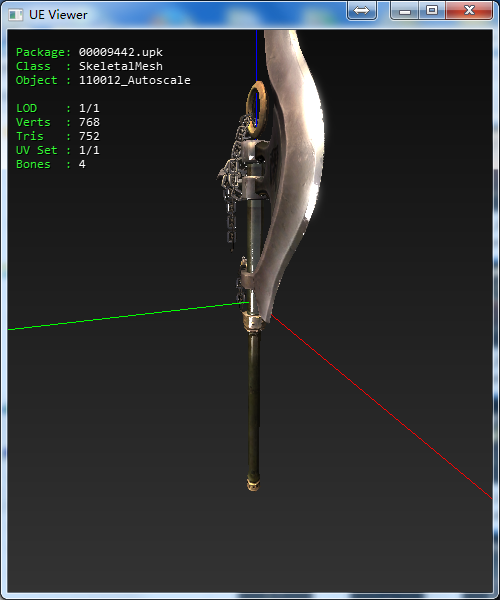 UE Viewer
Package: 00009442.upk
Class : SkeletalMesh
Object : 110012_Autoscale
LOD : 1/1
Verts : 768
Tris : 752
UV Set : 1/1
Bones : 4